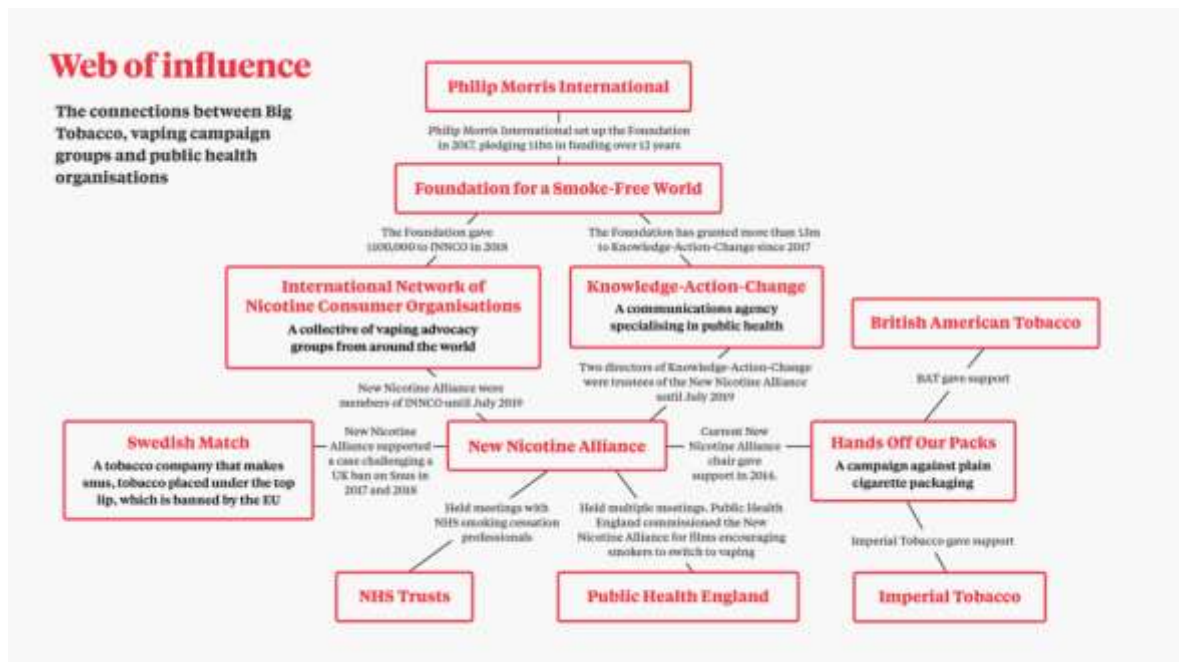 Web of influence
The connections between Big
Tobacco, vaping campaign
groups and public health
organisations
Philip Morris International
Philip Morris International set up the Foundation
in 2017, pledging $1bn in funding over 12 years
Foundation for a Smoke-Free World
The Foundation gave
to INNCO in 2018
The Foundation has granted more than
to Knowledge-Action-Change since 2017
International Network of
Nicotine Consumer Organisations
A collective of vaping advocacy
groups from around the world
Knowledge-Action-Change
A communications agency
specialising in public health
British American Tobacco
New Nicotine Alliance were
members of INNCO until July 2019
Two directors of Knowledge-Action-Change
were trustees of the New Nicotine Alliance
until July 2019
BAT gave support
Swedish Match
A tobacco company that makes
snus, tobacco placed under the top
lip, which is banned by the EU
New Nicotine
Alliance supported
a case challenging a
UK ban on Snus in
2017 and 2018
New Nicotine Alliance
Current New
Nicotine Alliance
chair gave
support in
Hands Off Our Packs
A campaign against plain
cigarette packaging
Held meetings with
NHS smoking cessation
professionals
Held multiple meetings. Public Health
England commissioned the New
Nicotine Alliance for films encouraging
smokers to switch to vaping
Imperial Tobacco gave support
NHS Trusts
Public Health England
Imperial Tobacco